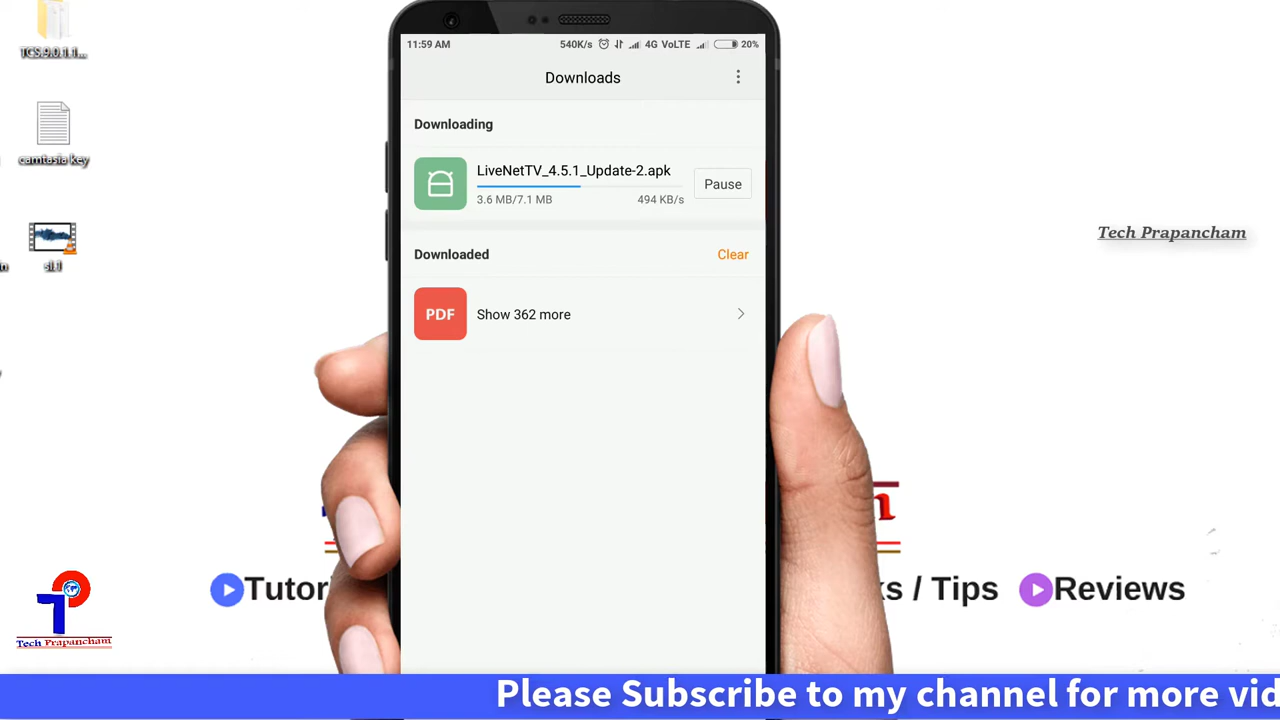 TCS.9.0.1.1...
camtasia key
sl.1
11:59 AM
540K/s 4G VoLTE 20%
Downloads
Downloading
LiveNetTV_4.5.1_Update-2.apk
3.6 MB/7.1 MB 494 KB/s
Pause
Downloaded Clear
PDF Show 362 more
Tech Prapancham
Tech Prapancham
Tips
Reviews
Please Subscribe to my channel for more